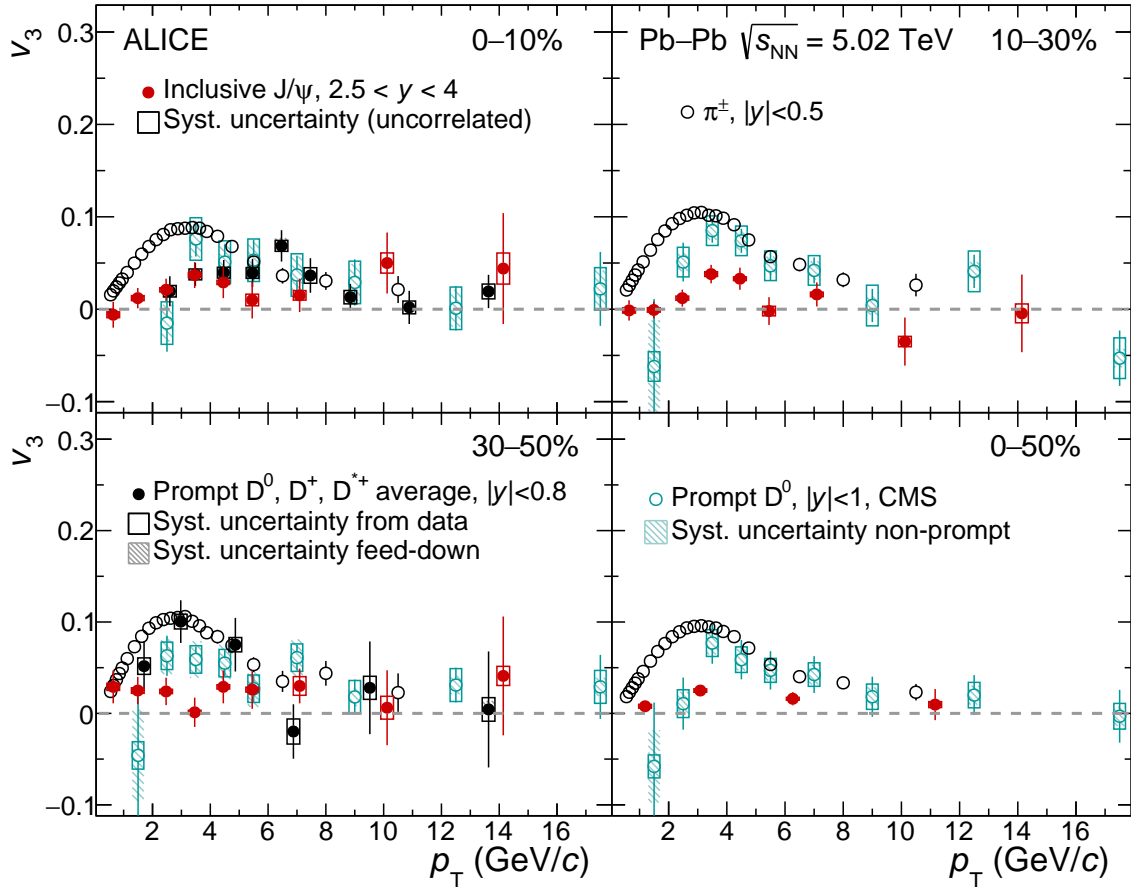 ALICE 0–10%
Inclusive J/ψ, 2.5 < y < 4
Syst. uncertainty (uncorrelated)
Pb–Pb √sNN = 5.02 TeV 10–30%
π±, |y|<0.5
v3
0.3
0.2
0.1
0
−0.1
30–50%
Prompt D0, D+, D*+ average, |y|<0.8
Syst. uncertainty from data
Syst. uncertainty feed-down
0–50%
Prompt D0, |y|<1, CMS
Syst. uncertainty non-prompt
v3
0.3
0.2
0.1
0
−0.1
2 4 6 8 10 12 14 16
pT (GeV/c)
2 4 6 8 10 12 14 16
pT (GeV/c)